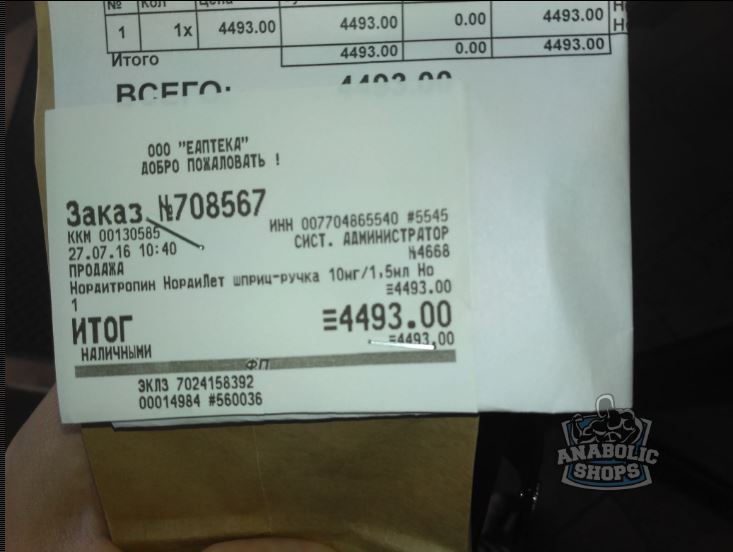 № Кол Цена
1 1x 4493.00 4493.00 0.00 4493.00
Итого 4493.00 0.00 4493.00
ВСЕГО: 4493.00
ООО "ЕАПТЕКА"
ДОБРО ПОЖАЛОВАТЬ !
Заказ №708567
ККМ 00130585 ИНН 007704865540 #5545
27.07.16 10:40 СИСТ. АДМИНИСТРАТОР
ПРОДАЖА №4668
Нордитропин НордиЛет шприц-ручка 10мг/1,5мл Но
1 ≡4493.00
ИТОГ ≡4493.00
НАЛИЧНЫМИ ≡4493.00
ФП
ЭКЛЗ 7024158392
00014984 #560036
ANABOLIC
SHOPS